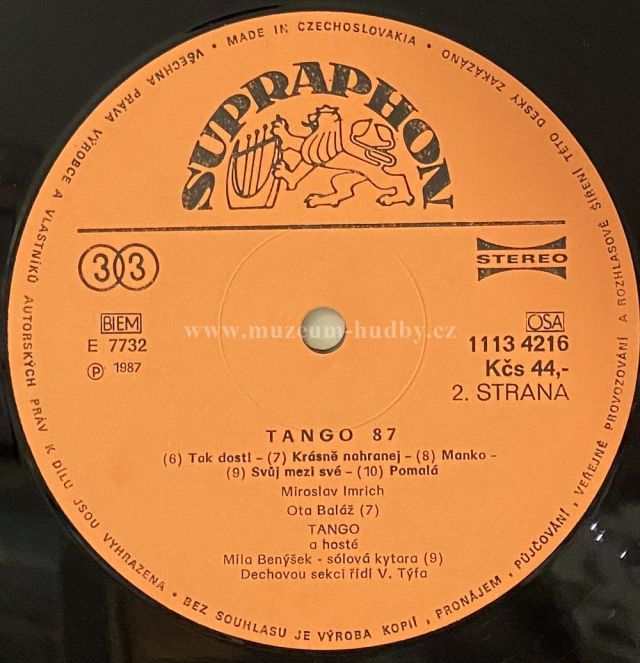 VŠECHNA PRÁVA VÝROBCE A VLASTNÍKŮ AUTORSKÝCH PRÁV K DÍLU JSOU VYHRAZENA • BEZ SOUHLASU JE VÝROBA KOPIÍ, PRONÁJEM, PŮJČOVÁNÍ, VEŘEJNÉ PROVOZOVÁNÍ A ROZHLASOVÉ ŠÍŘENÍ TÉTO DESKY ZAKÁZÁNO • MADE IN CZECHOSLOVAKIA •
SUPRAPHON
33
STEREO
BIEM
E 7732
Ⓟ 1987
OSA
1113 4216
Kčs 44,-
2. STRANA
www.muzeum-hudby.cz
TANGO 87
(6) Tak dost! – (7) Krásně nahranej – (8) Manko –
(9) Svůj mezi své – (10) Pomalá
Miroslav Imrich
Ota Baláž (7)
TANGO
a hosté
Míla Benýšek - sólová kytara (9)
Dechovou sekci řídí V. Týfa